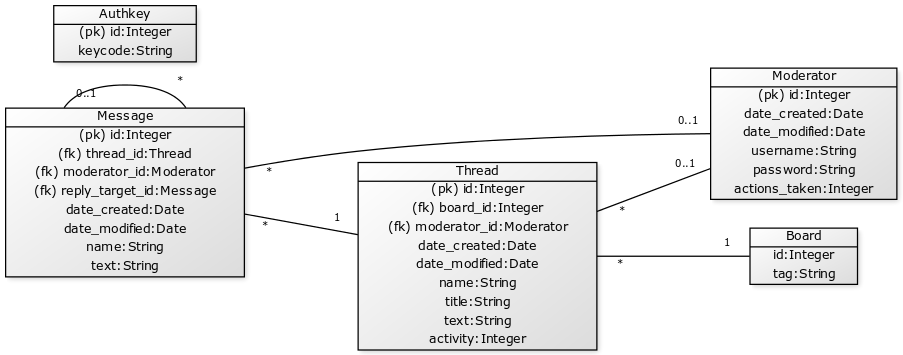 Authkey
(pk) id:Integer
keycode:String
0..1
*
Message
(pk) id:Integer
(fk) thread_id:Thread
(fk) moderator_id:Moderator
(fk) reply_target_id:Message
date_created:Date
date_modified:Date
name:String
text:String
*
0..1
*
1
Thread
(pk) id:Integer
(fk) board_id:Integer
(fk) moderator_id:Moderator
date_created:Date
date_modified:Date
name:String
title:String
text:String
activity:Integer
*
0..1
*
1
Moderator
(pk) id:Integer
date_created:Date
date_modified:Date
username:String
password:String
actions_taken:Integer
Board
id:Integer
tag:String